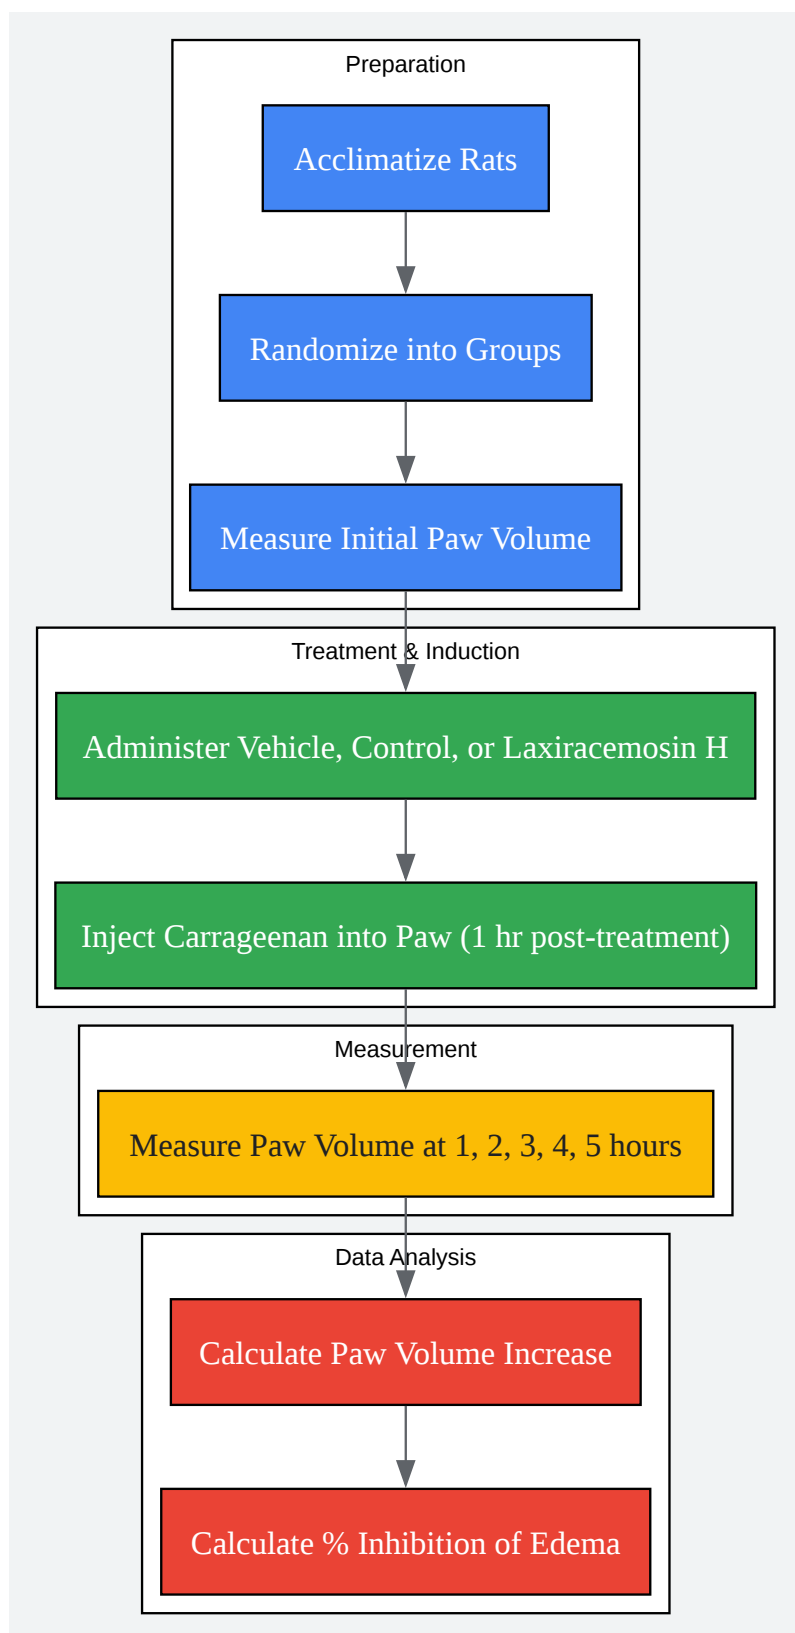 Preparation
Acclimatize Rats
Randomize into Groups
Measure Initial Paw Volume
Treatment & Induction
Administer Vehicle, Control, or Laxiracemosin H
Inject Carrageenan into Paw (1 hr post-treatment)
Measurement
Measure Paw Volume at 1, 2, 3, 4, 5 hours
Data Analysis
Calculate Paw Volume Increase
Calculate % Inhibition of Edema